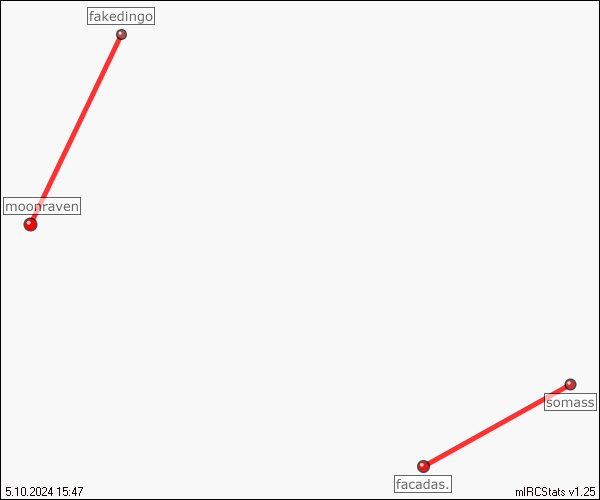 fakedingo
moonraven
somass
facadas.
5.10.2024 15:47
mIRCStats v1.25